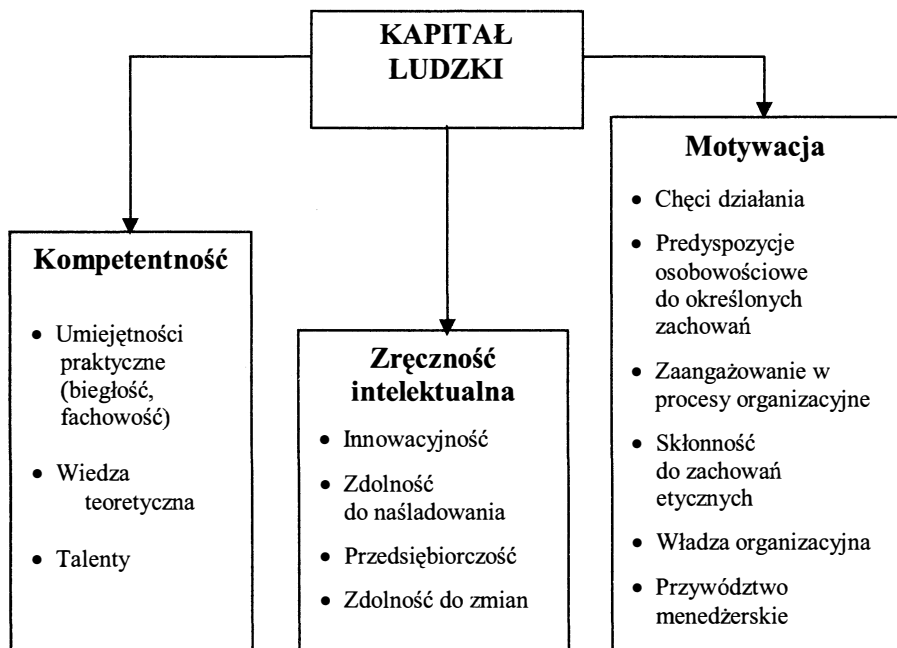 KAPITAŁ
LUDZKI
Kompetentność
• Umiejętności
praktyczne
(biegłość,
fachowość)
• Wiedza
teoretyczna
• Talenty
Zręczność
intelektualna
• Innowacyjność
• Zdolność
do naśladowania
• Przedsiębiorczość
• Zdolność do zmian
Motywacja
• Chęci działania
• Predyspozycje
osobowościowe
do określonych
zachowań
• Zaangażowanie w
procesy organizacyjne
• Skłonność
do zachowań
etycznych
• Władza organizacyjna
• Przywództwo
menedżerskie